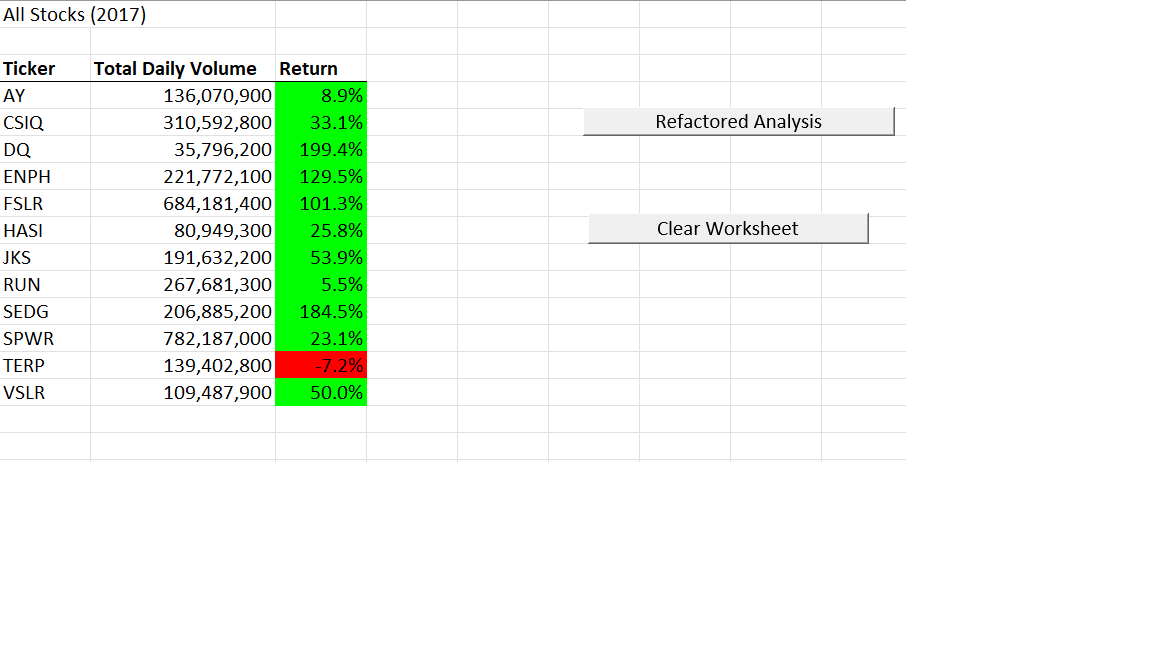 All Stocks (2017)
Ticker Total Daily Volume Return
AY 136,070,900 8.9%
CSIQ 310,592,800 33.1%
Refactored Analysis
DQ 35,796,200 199.4%
ENPH 221,772,100 129.5%
FSLR 684,181,400 101.3%
HASI 80,949,300 25.8%
Clear Worksheet
JKS 191,632,200 53.9%
RUN 267,681,300 5.5%
SEDG 206,885,200 184.5%
SPWR 782,187,000 23.1%
TERP 139,402,800 -7.2%
VSLR 109,487,900 50.0%